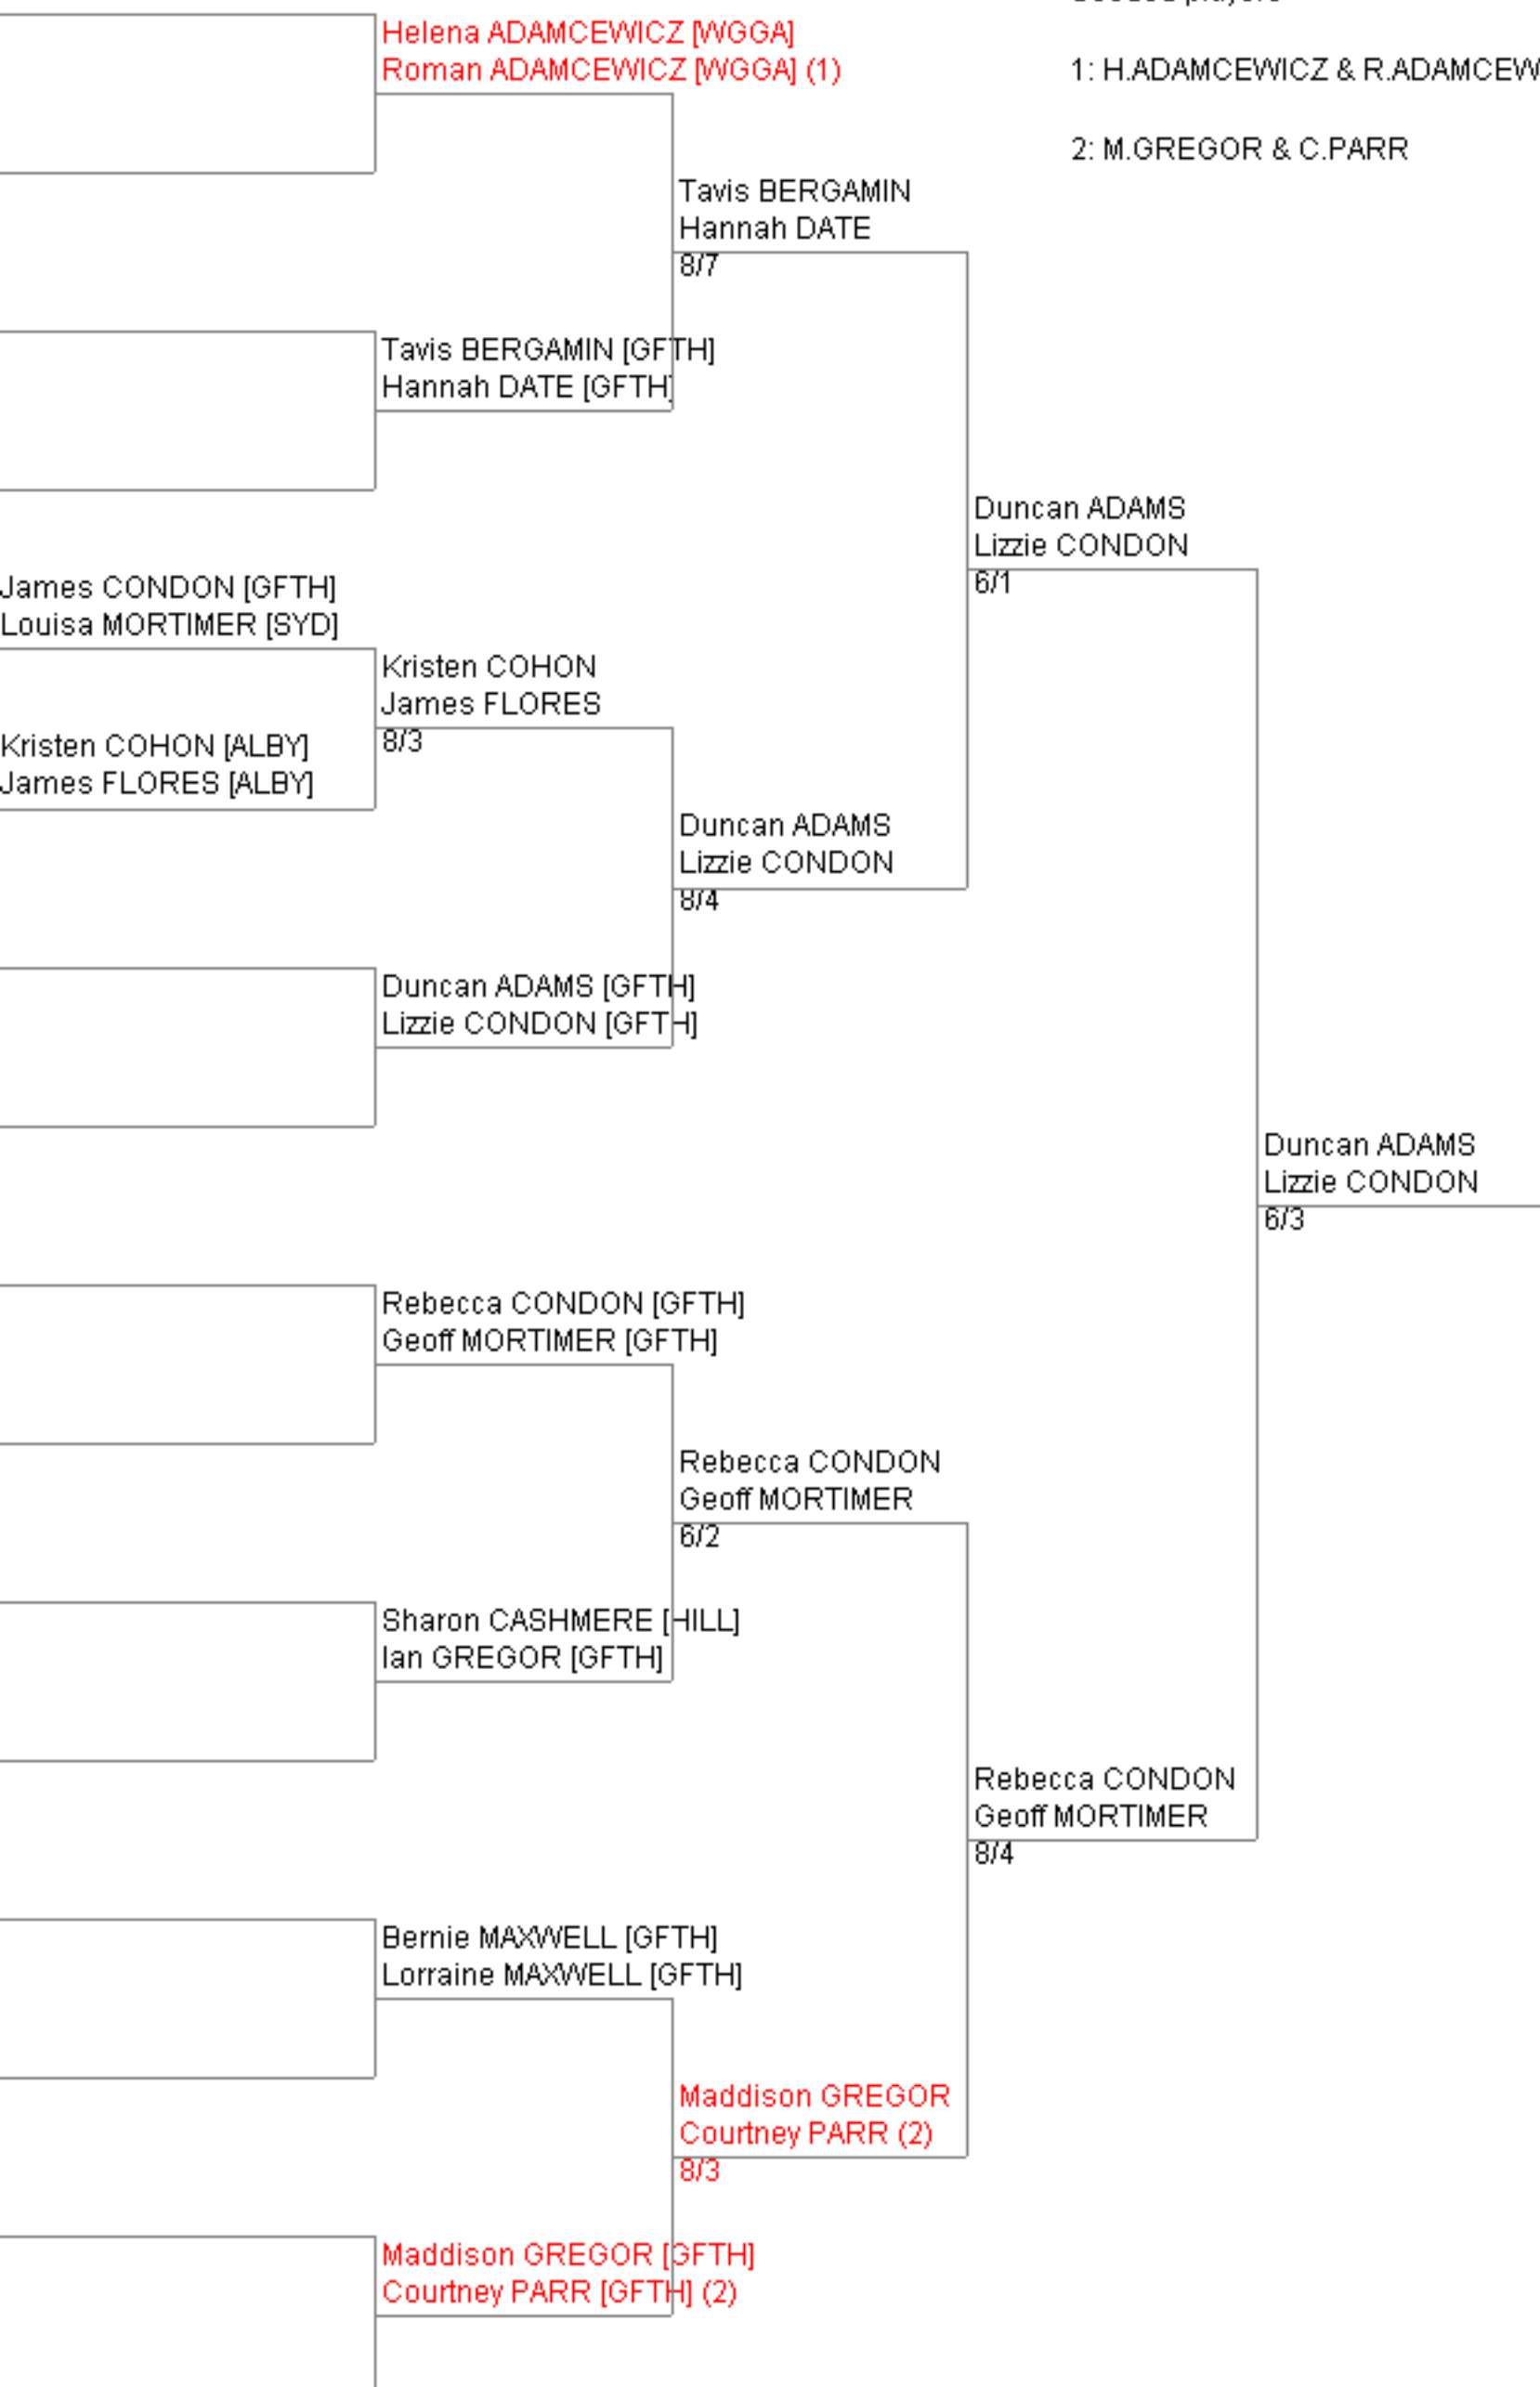 Helena ADAMCEWICZ [WGGA]
Roman ADAMCEWICZ [WGGA] (1)
1: H.ADAMCEWICZ & R.ADAMCEW
2: M.GREGOR & C.PARR
Tavis BERGAMIN
Hannah DATE
8/7
Tavis BERGAMIN [GFTH]
Hannah DATE [GFTH]
Duncan ADAMS
Lizzie CONDON
6/1
James CONDON [GFTH]
Louisa MORTIMER [SYD]
Kristen COHON
James FLORES
8/3
Kristen COHON [ALBY]
James FLORES [ALBY]
Duncan ADAMS
Lizzie CONDON
8/4
Duncan ADAMS [GFTH]
Lizzie CONDON [GFTH]
Duncan ADAMS
Lizzie CONDON
6/3
Rebecca CONDON [GFTH]
Geoff MORTIMER [GFTH]
Rebecca CONDON
Geoff MORTIMER
6/2
Sharon CASHMERE [HILL]
Ian GREGOR [GFTH]
Rebecca CONDON
Geoff MORTIMER
8/4
Bernie MAXWELL [GFTH]
Lorraine MAXWELL [GFTH]
Maddison GREGOR
Courtney PARR (2)
8/3
Maddison GREGOR [GFTH]
Courtney PARR [GFTH] (2)